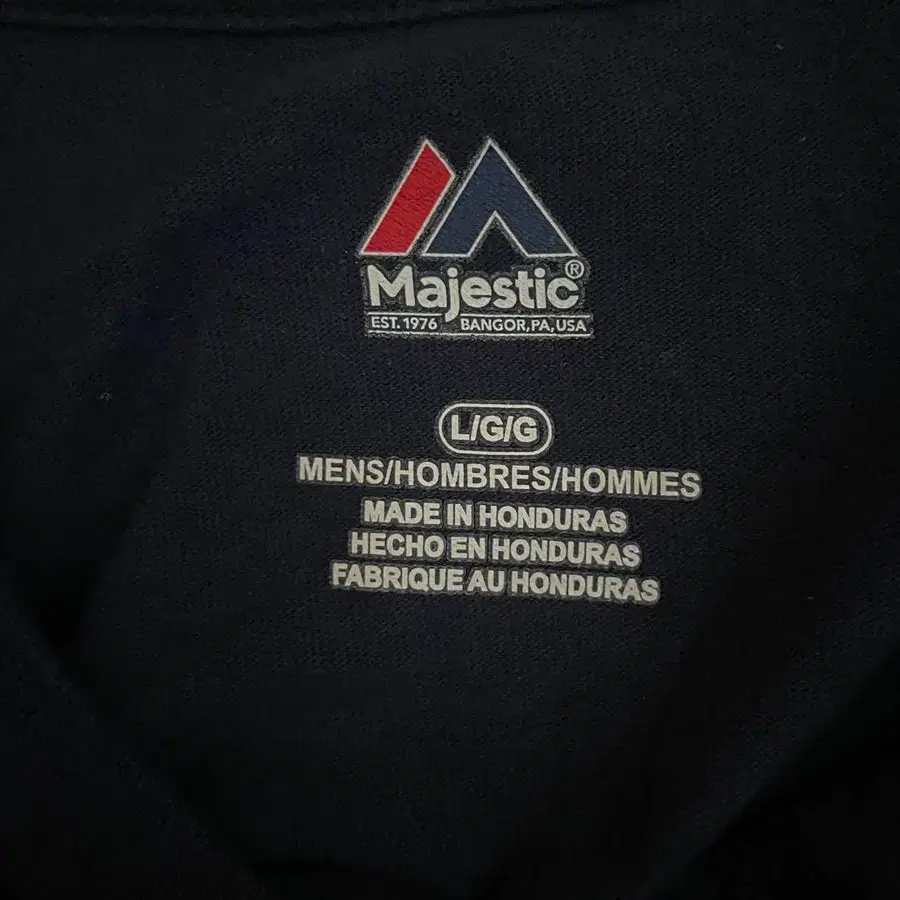 Majestic®
EST. 1976 BANGOR, PA, USA
L/G/G
MENS/HOMBRES/HOMMES
MADE IN HONDURAS
HECHO EN HONDURAS
FABRIQUE AU HONDURAS